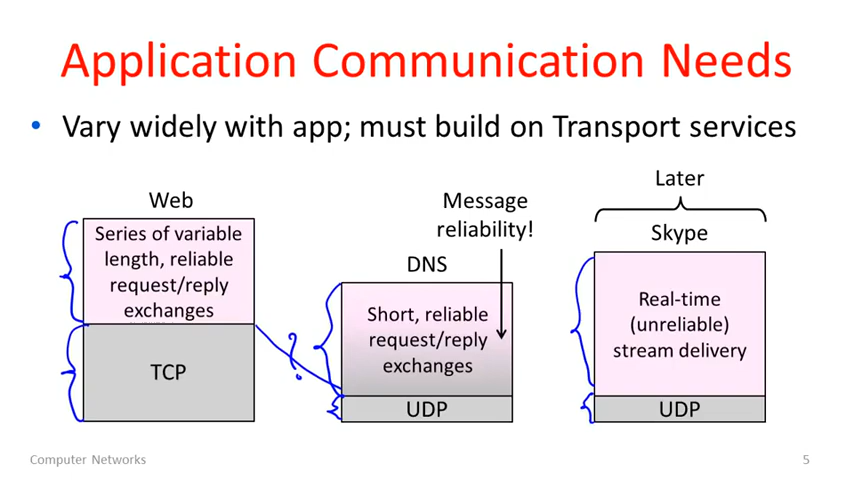 Application Communication Needs
• Vary widely with app; must build on Transport services
Web
Series of variable
length, reliable
request/reply
exchanges
TCP
?
Message
reliability!
DNS
Short, reliable
request/reply
exchanges
UDP
Later
Skype
Real-time
(unreliable)
stream delivery
UDP
Computer Networks
5